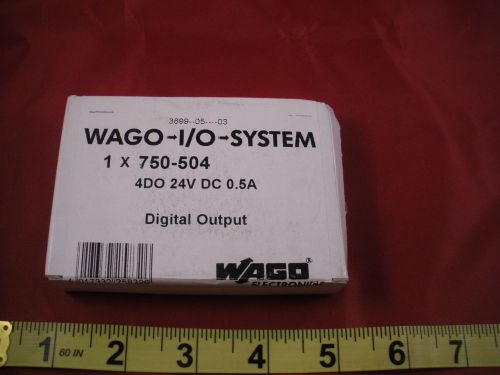 3699--05----03
WAGO→I/O→SYSTEM
1 x 750-504
4DO 24V DC 0.5A
Digital Output
WAGO®
ELECTRONICS
1 60 IN 2 3 4 5 6 7